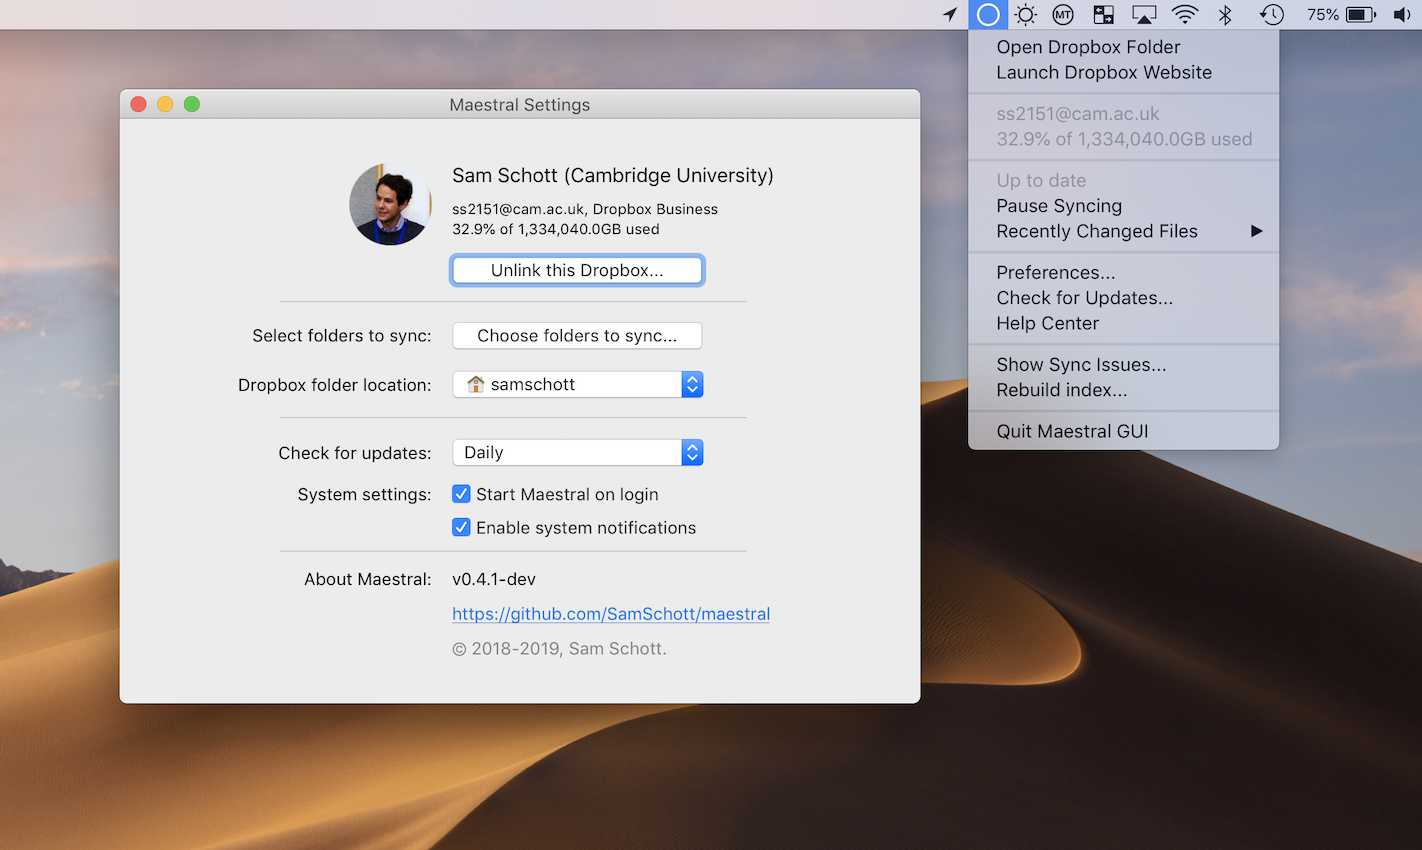 MT
75%
Open Dropbox Folder
Launch Dropbox Website
ss2151@cam.ac.uk
32.9% of 1,334,040.0GB used
Up to date
Pause Syncing
Recently Changed Files
Preferences...
Check for Updates...
Help Center
Show Sync Issues...
Rebuild index...
Quit Maestral GUI
Maestral Settings
Sam Schott (Cambridge University)
ss2151@cam.ac.uk, Dropbox Business
32.9% of 1,334,040.0GB used
Unlink this Dropbox...
Select folders to sync: Choose folders to sync...
Dropbox folder location: samschott
Check for updates: Daily
System settings: Start Maestral on login
Enable system notifications
About Maestral: v0.4.1-dev
https://github.com/SamSchott/maestral
© 2018-2019, Sam Schott.